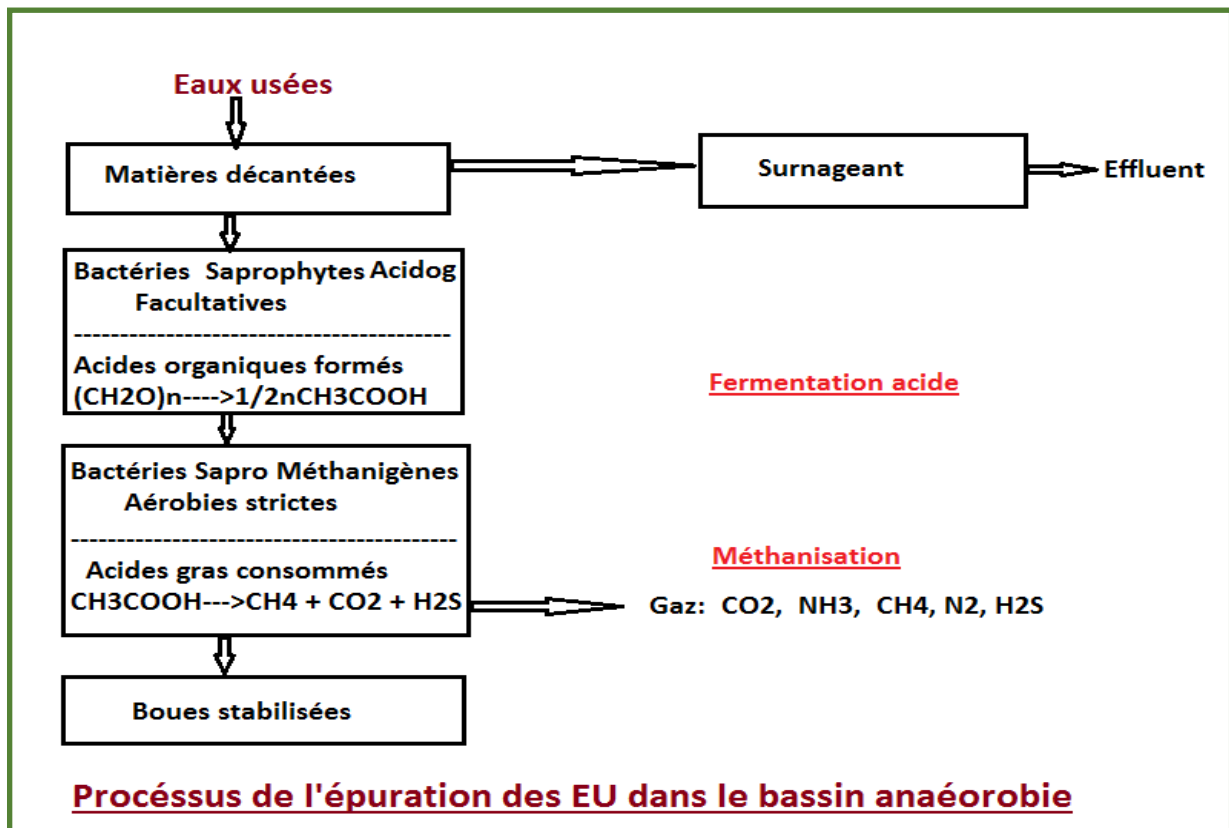 Eaux usées
Matières décantées
Surnageant
Effluent
Bactéries Saprophytes Acidog
Facultatives
-----------------------------------------
Acides organiques formés
(CH2O)n---->1/2nCH3COOH
Fermentation acide
Bactéries Sapro Méthanigènes
Aérobies strictes
------------------------------------------
Acides gras consommés
CH3COOH--->CH4 + CO2 + H2S
Méthanisation
Gaz: CO2, NH3, CH4, N2, H2S
Boues stabilisées
Procéssus de l'épuration des EU dans le bassin anaéorobie